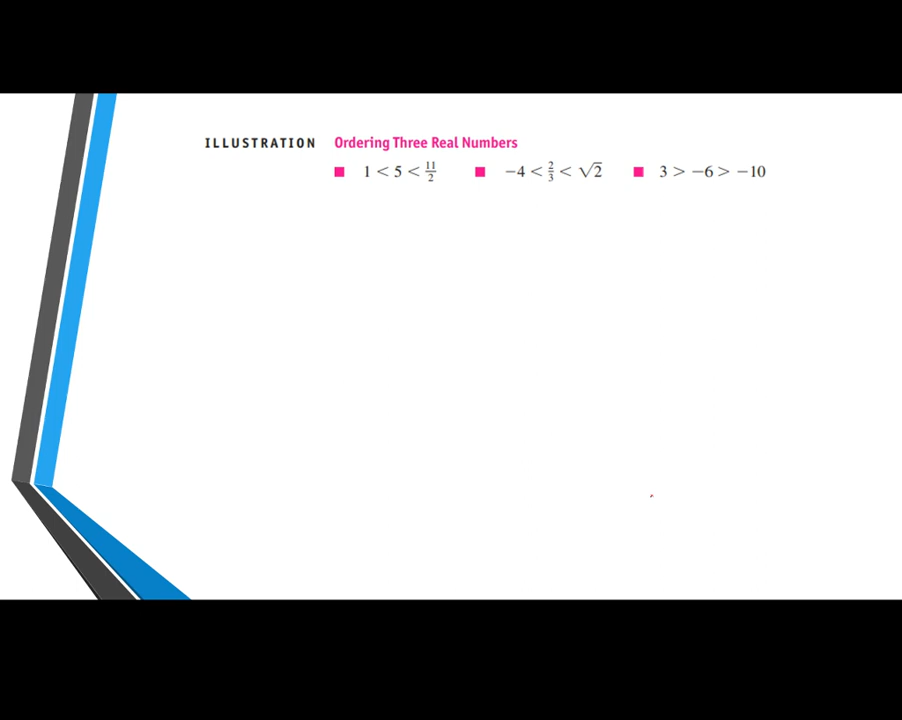 ILLUSTRATION Ordering Three Real Numbers
■ 1 < 5 < 11/2 ■ −4 < 2/3 < √2 ■ 3 > −6 > −10